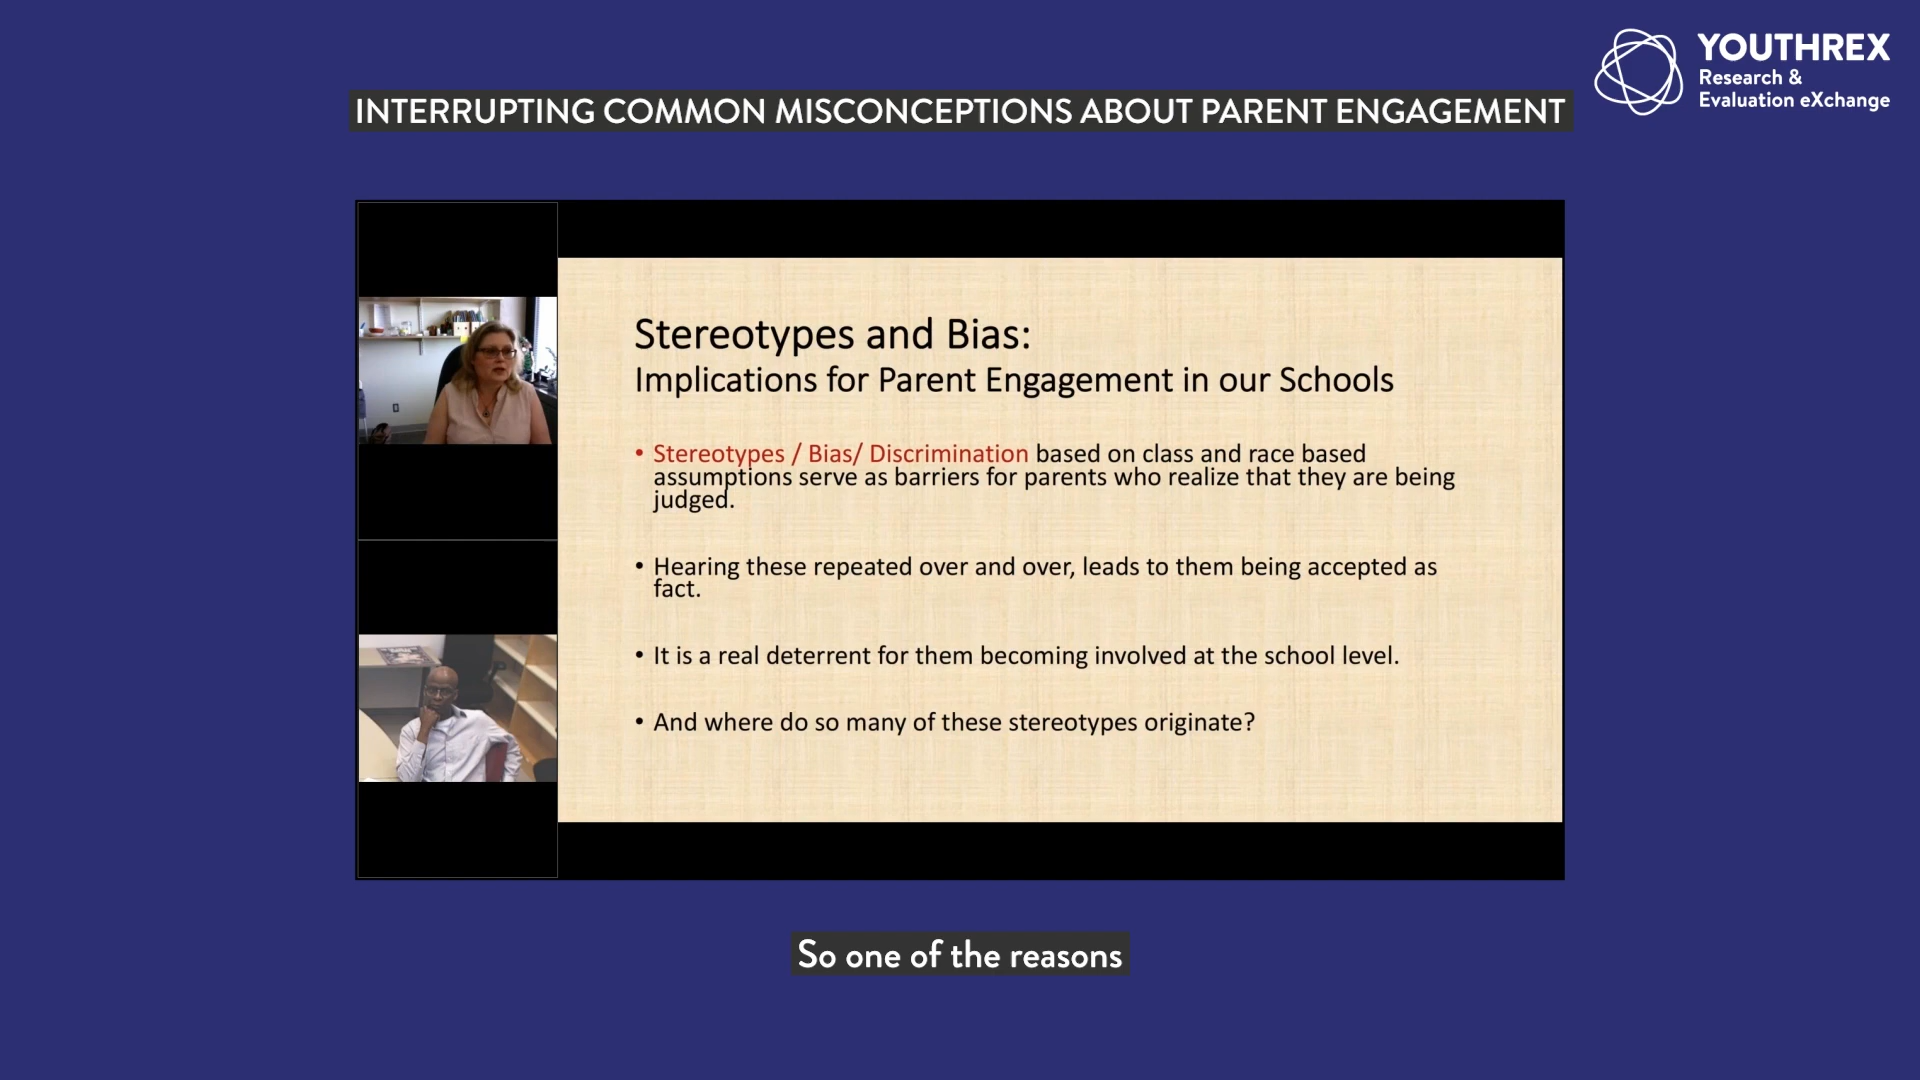 YOUTHREX
Research &
Evaluation eXchange
INTERRUPTING COMMON MISCONCEPTIONS ABOUT PARENT ENGAGEMENT
Stereotypes and Bias:
Implications for Parent Engagement in our Schools
• Stereotypes / Bias/ Discrimination based on class and race based
assumptions serve as barriers for parents who realize that they are being
judged.
• Hearing these repeated over and over, leads to them being accepted as
fact.
• It is a real deterrent for them becoming involved at the school level.
• And where do so many of these stereotypes originate?
So one of the reasons